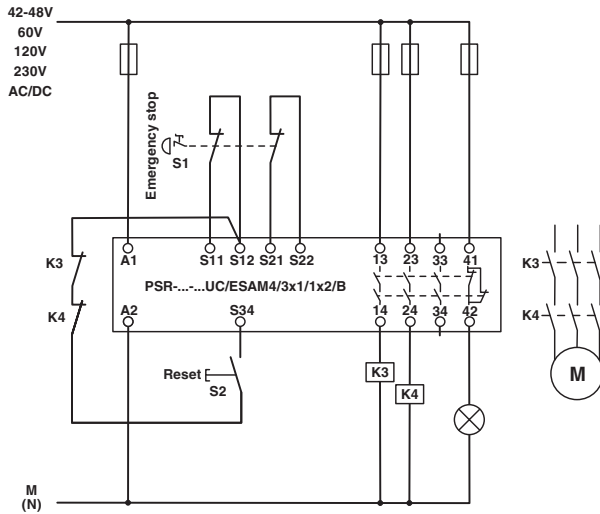 42-48V
60V
120V
230V
AC/DC
Emergency stop
S1
A1
S11
S12
S21
S22
13
23
33
41
K3
K4
PSR-...-...UC/ESAM4/3x1/1x2/B
A2
S34
14
24
34
42
Reset
S2
K3
K4
K3
K4
M
M
(N)